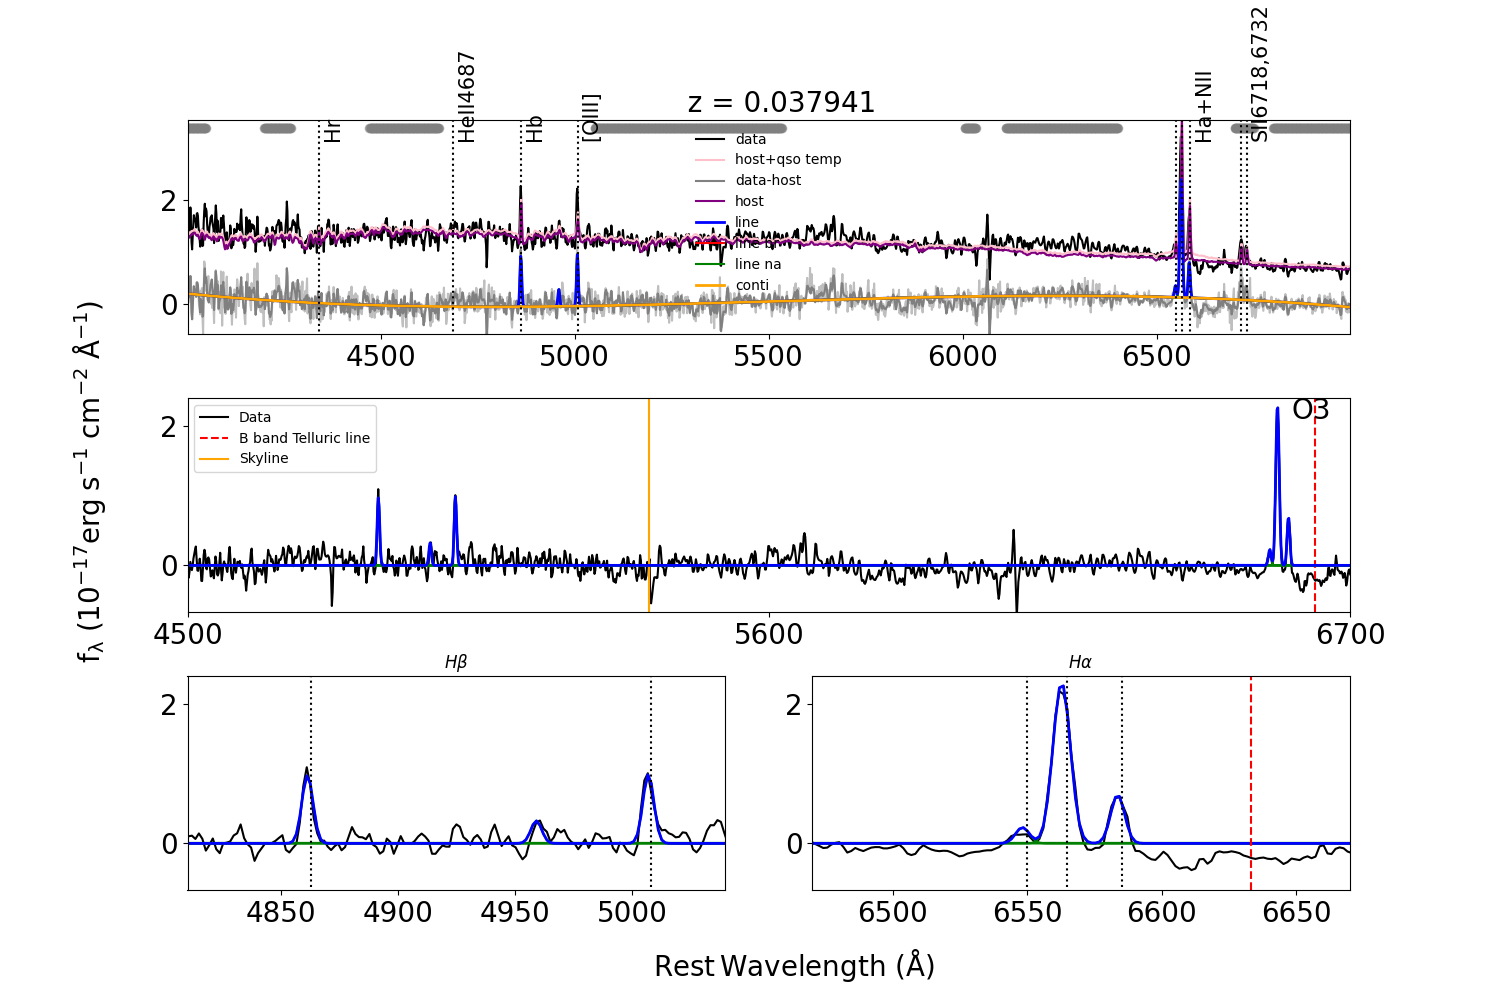 z = 0.037941
Hr
HeII4687
Hb
[OIII]
Ha+NII
SII6718,6732
data
host+qso temp
data-host
host
line
line na
conti
2
0
4500
5000
5500
6000
6500
Data
B band Telluric line
Skyline
O3
2
0
4500
5600
6700
fλ (10−17erg s−1 cm−2 Å−1)
Hβ
2
0
4850
4900
4950
5000
Hα
2
0
6500
6550
6600
6650
Rest Wavelength (Å)